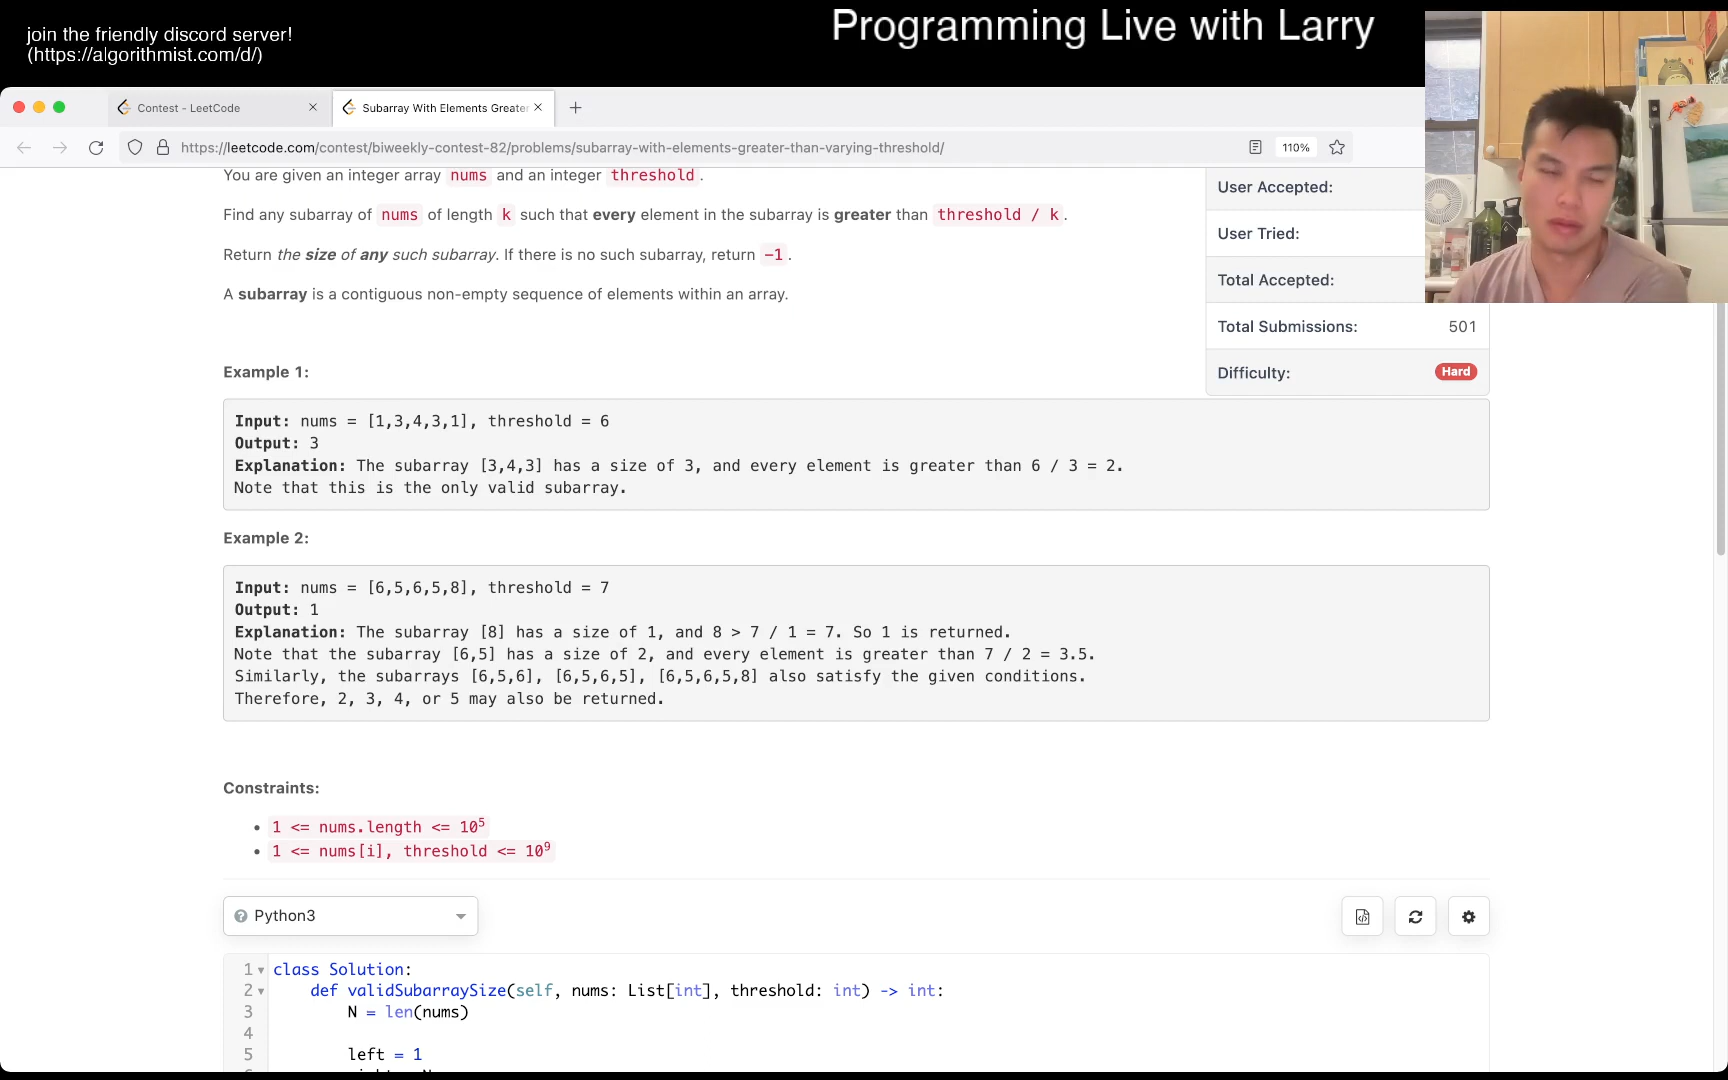 join the friendly discord server!
(https://algorithmist.com/d/)
Programming Live with Larry
Contest - LeetCode
Subarray With Elements Greater
https://leetcode.com/contest/biweekly-contest-82/problems/subarray-with-elements-greater-than-varying-threshold/
110%
You are given an integer array nums and an integer threshold.
Find any subarray of nums of length k such that every element in the subarray is greater than threshold / k.
Return the size of any such subarray. If there is no such subarray, return -1.
A subarray is a contiguous non-empty sequence of elements within an array.
User Accepted:
User Tried:
Total Accepted:
Total Submissions: 501
Difficulty: Hard
Example 1:
Input: nums = [1,3,4,3,1], threshold = 6
Output: 3
Explanation: The subarray [3,4,3] has a size of 3, and every element is greater than 6 / 3 = 2.
Note that this is the only valid subarray.
Example 2:
Input: nums = [6,5,6,5,8], threshold = 7
Output: 1
Explanation: The subarray [8] has a size of 1, and 8 > 7 / 1 = 7. So 1 is returned.
Note that the subarray [6,5] has a size of 2, and every element is greater than 7 / 2 = 3.5.
Similarly, the subarrays [6,5,6], [6,5,6,5], [6,5,6,5,8] also satisfy the given conditions.
Therefore, 2, 3, 4, or 5 may also be returned.
Constraints:
1 <= nums.length <= 10⁵
1 <= nums[i], threshold <= 10⁹
Python3
1 class Solution:
2 def validSubarraySize(self, nums: List[int], threshold: int) -> int:
3 N = len(nums)
4
5 left = 1